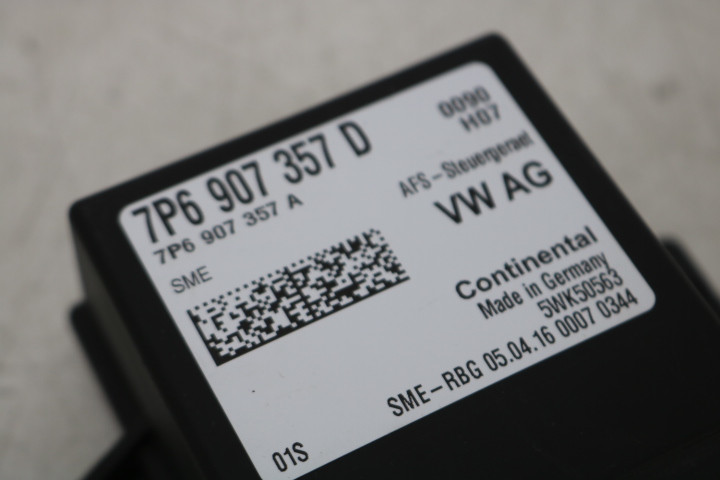 7P6 907 357 D
0090
H07
7P6 907 357 A
AFS-Steuergeraet
VW AG
SME
Continental
Made in Germany
5WK50563
SME-RBG 05.04.16 0007 0344
01S